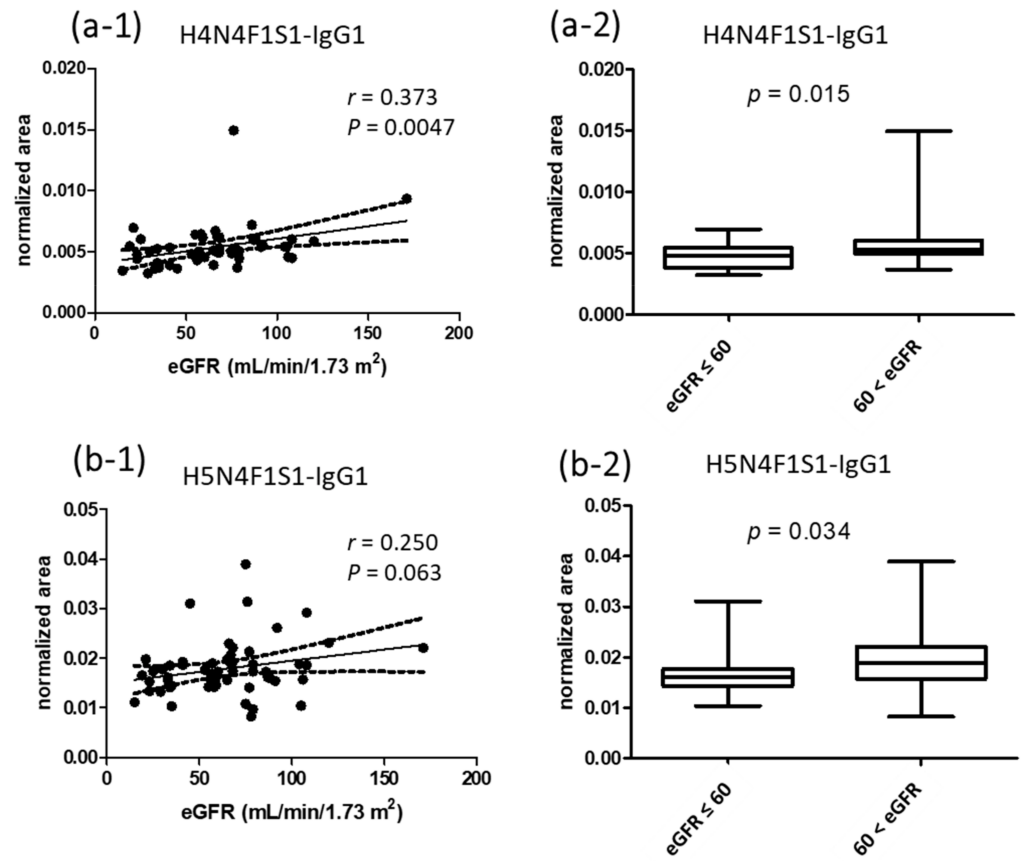 (a-1)
H4N4F1S1-IgG1
r = 0.373
P = 0.0047
normalized area
0.020
0.015
0.010
0.005
0.000
0 50 100 150 200
eGFR (mL/min/1.73 m²)
(a-2)
H4N4F1S1-IgG1
p = 0.015
normalized area
0.020
0.015
0.010
0.005
0.000
eGFR ≤ 60
60 < eGFR
(b-1)
H5N4F1S1-IgG1
r = 0.250
P = 0.063
normalized area
0.05
0.04
0.03
0.02
0.01
0.00
0 50 100 150 200
eGFR (mL/min/1.73 m²)
(b-2)
H5N4F1S1-IgG1
p = 0.034
normalized area
0.05
0.04
0.03
0.02
0.01
0.00
eGFR ≤ 60
60 < eGFR